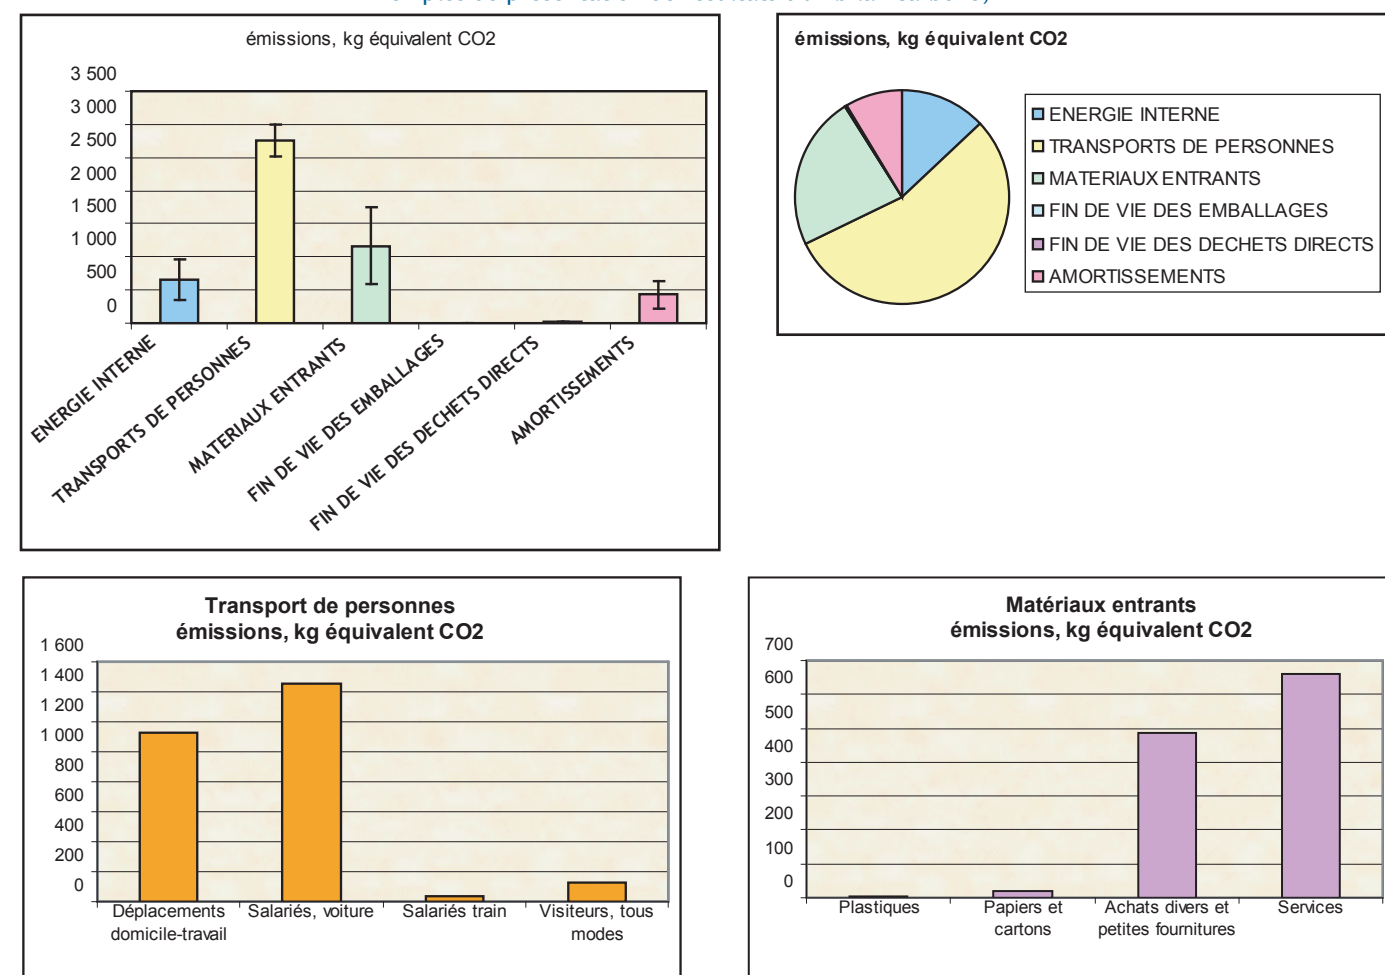 émissions, kg équivalent CO2
3 500
3 000
2 500
2 000
1 500
1 000
500
0
ENERGIE INTERNE
TRANSPORTS DE PERSONNES
MATERIAUX ENTRANTS
FIN DE VIE DES EMBALLAGES
FIN DE VIE DES DECHETS DIRECTS
AMORTISSEMENTS
émissions, kg équivalent CO2
ENERGIE INTERNE
TRANSPORTS DE PERSONNES
MATERIAUX ENTRANTS
FIN DE VIE DES EMBALLAGES
FIN DE VIE DES DECHETS DIRECTS
AMORTISSEMENTS
Transport de personnes
émissions, kg équivalent CO2
1 600
1 400
1 200
1 000
800
600
400
200
0
Déplacements
domicile-travail
Salariés, voiture
Salariés train
Visiteurs, tous
modes
Matériaux entrants
émissions, kg équivalent CO2
700
600
500
400
300
200
100
0
Plastiques
Papiers et
cartons
Achats divers et
petites fournitures
Services